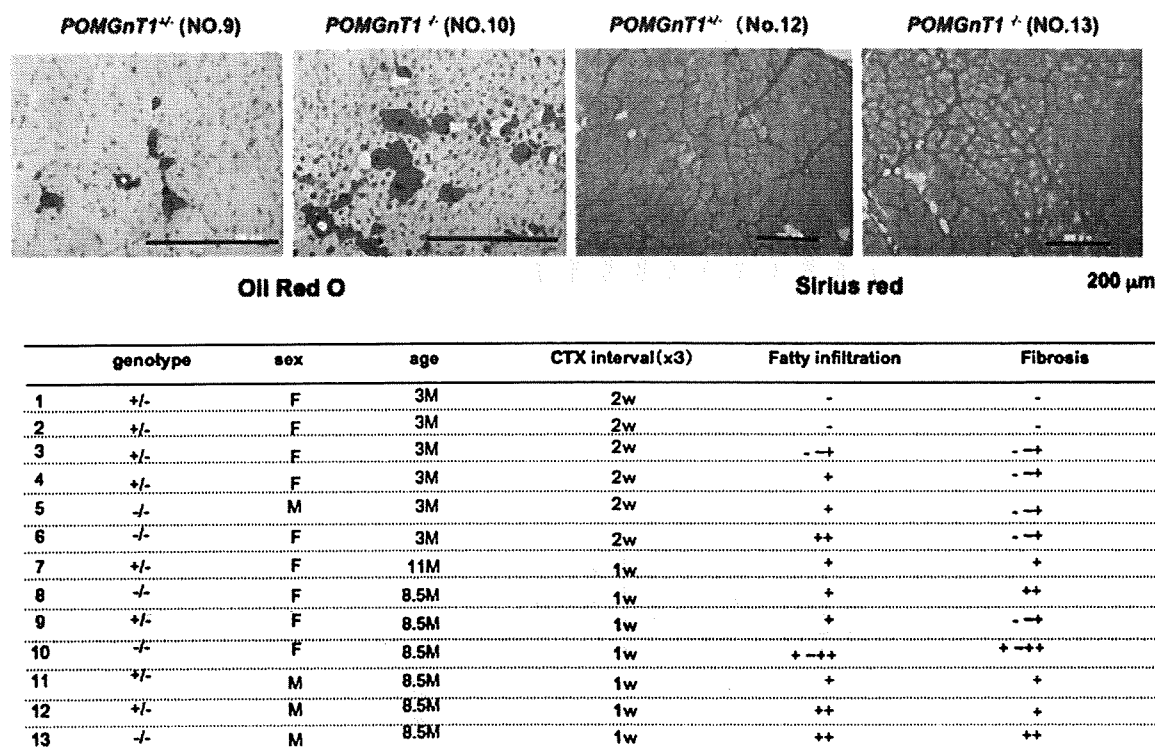 POMGnT1+/- (NO.9) POMGnT1 -/- (NO.10) POMGnT1+/- (No.12) POMGnT1 -/- (NO.13)
Oil Red O Sirius red 200 μm
genotype sex age CTX interval(x3) Fatty infiltration Fibrosis
1 +/- F 3M 2w - -
2 +/- F 3M 2w - -
3 +/- F 3M 2w - –+ - –+
4 +/- F 3M 2w + - –+
5 -/- M 3M 2w + - –+
6 -/- F 3M 2w ++ - –+
7 +/- F 11M 1w + +
8 -/- F 8.5M 1w + ++
9 +/- F 8.5M 1w + - –+
10 -/- F 8.5M 1w + –++ + –++
11 +/- M 8.5M 1w + +
12 +/- M 8.5M 1w ++ +
13 -/- M 8.5M 1w ++ ++